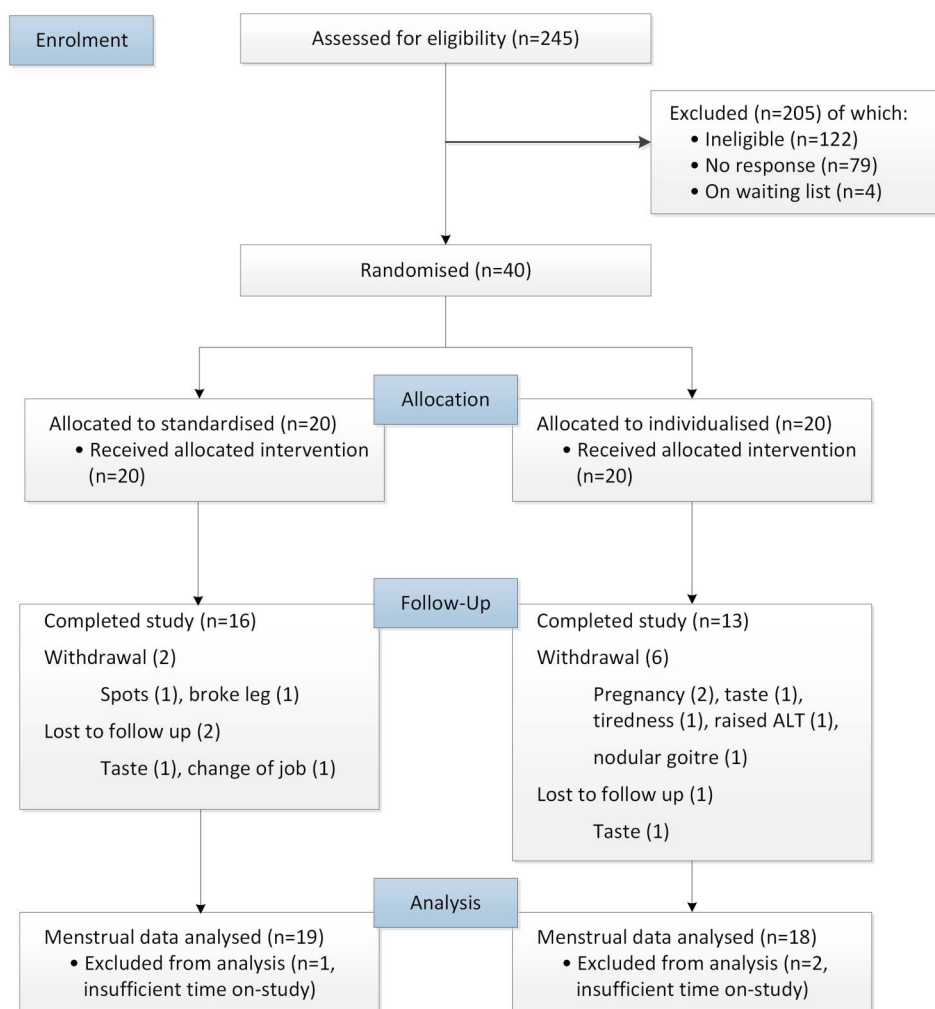 Enrolment
Assessed for eligibility (n=245)
Excluded (n=205) of which:
• Ineligible (n=122)
• No response (n=79)
• On waiting list (n=4)
Randomised (n=40)
Allocation
Allocated to standardised (n=20)
• Received allocated intervention
(n=20)
Allocated to individualised (n=20)
• Received allocated intervention
(n=20)
Follow-Up
Completed study (n=16)
Withdrawal (2)
Spots (1), broke leg (1)
Lost to follow up (2)
Taste (1), change of job (1)
Completed study (n=13)
Withdrawal (6)
Pregnancy (2), taste (1),
tiredness (1), raised ALT (1),
nodular goitre (1)
Lost to follow up (1)
Taste (1)
Analysis
Menstrual data analysed (n=19)
• Excluded from analysis (n=1,
insufficient time on-study)
Menstrual data analysed (n=18)
• Excluded from analysis (n=2,
insufficient time on-study)